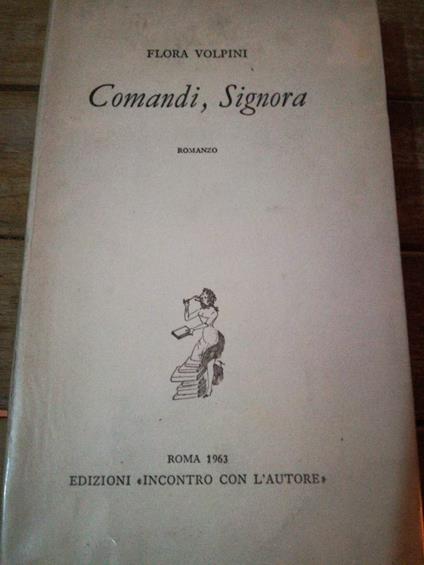 FLORA VOLPINI
Comandi, Signora
ROMANZO
ROMA 1963
EDIZIONI «INCONTRO CON L'AUTORE»